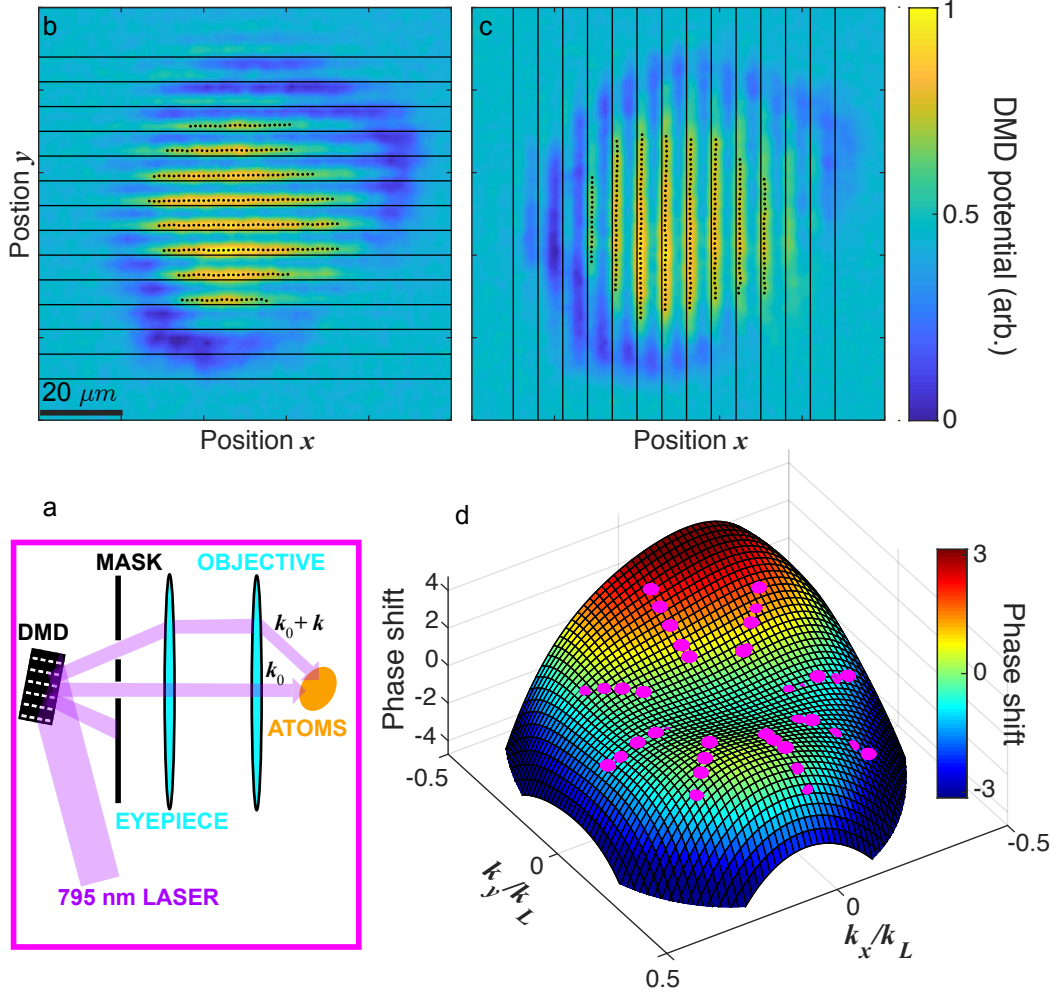 b
c
1
0.5
0
DMD potential (arb.)
Postion y
20 μm
Position x
Position x
a
MASK
OBJECTIVE
DMD
k0 + k
k0
ATOMS
EYEPIECE
795 nm LASER
d
4
2
0
-2
-4
Phase shift
-0.5
0
0.5
ky/kL
-0.5
0
kx/kL
3
0
-3
Phase shift